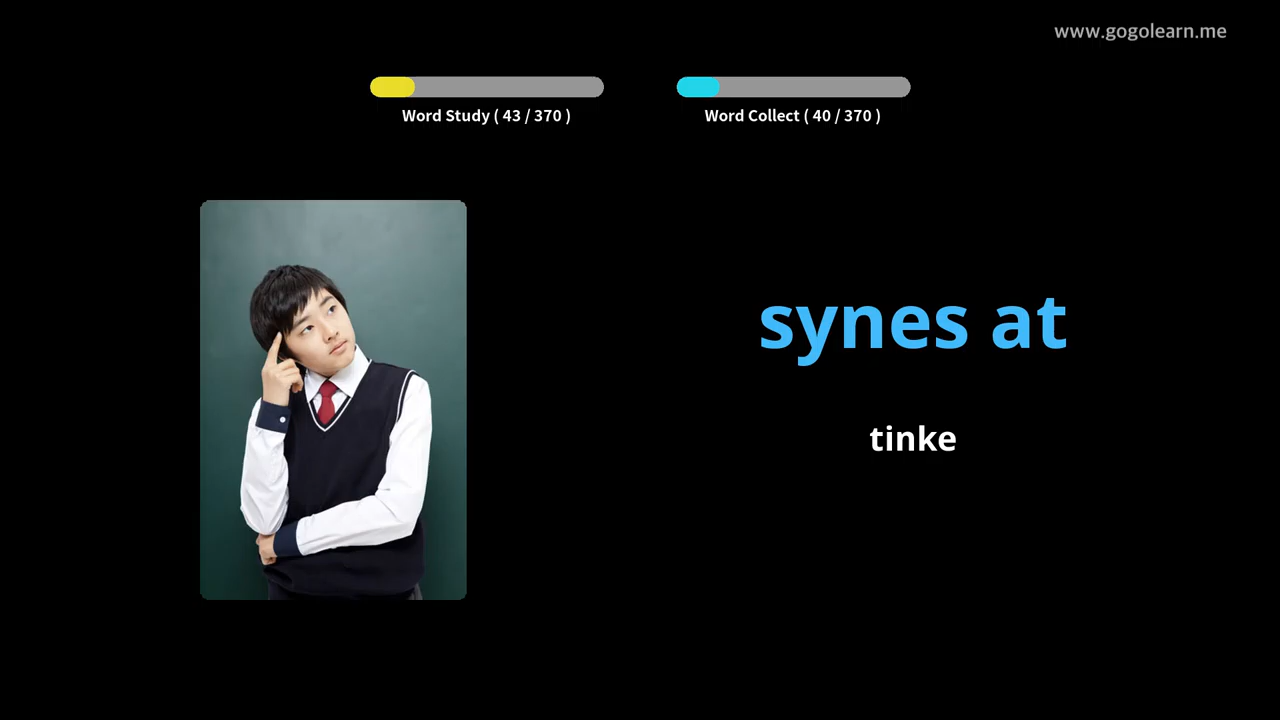 www.gogolearn.me
Word Study ( 43 / 370 )
Word Collect ( 40 / 370 )
synes at
tinke